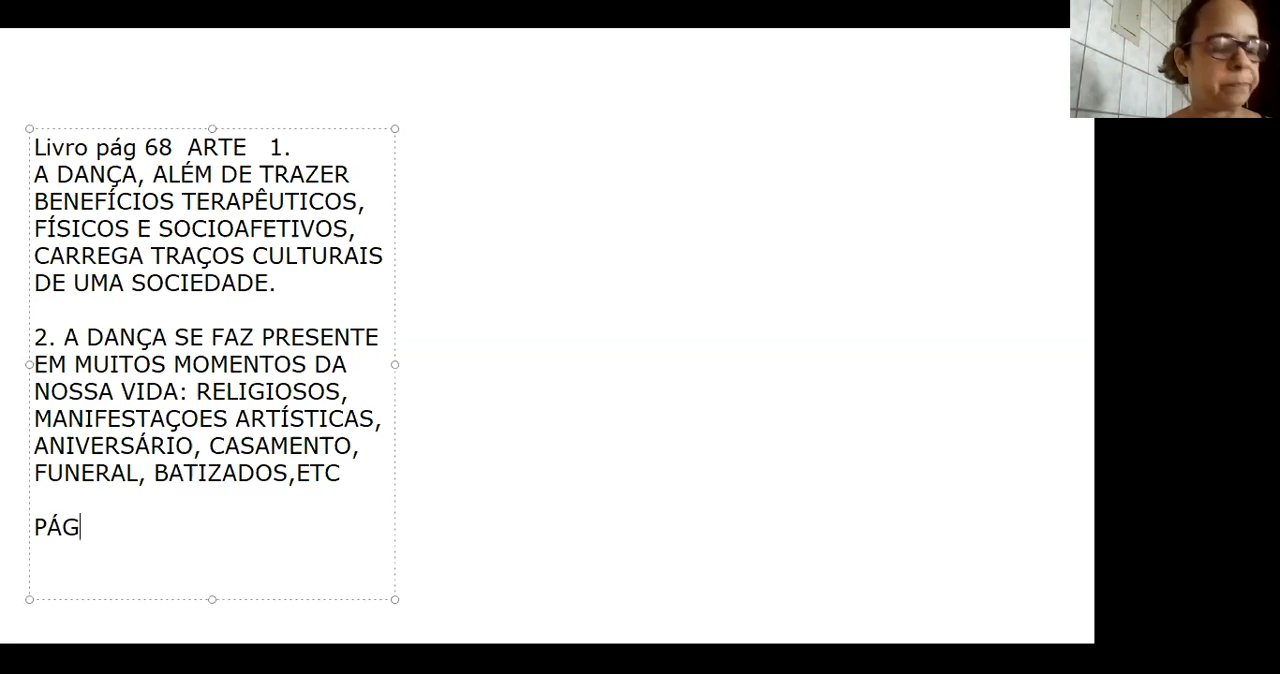 Livro pág 68  ARTE   1.
A DANÇA, ALÉM DE TRAZER
BENEFÍCIOS TERAPÊUTICOS,
FÍSICOS E SOCIOAFETIVOS,
CARREGA TRAÇOS CULTURAIS
DE UMA SOCIEDADE.
2. A DANÇA SE FAZ PRESENTE
EM MUITOS MOMENTOS DA
NOSSA VIDA: RELIGIOSOS,
MANIFESTAÇOES ARTÍSTICAS,
ANIVERSÁRIO, CASAMENTO,
FUNERAL, BATIZADOS,ETC
PÁG